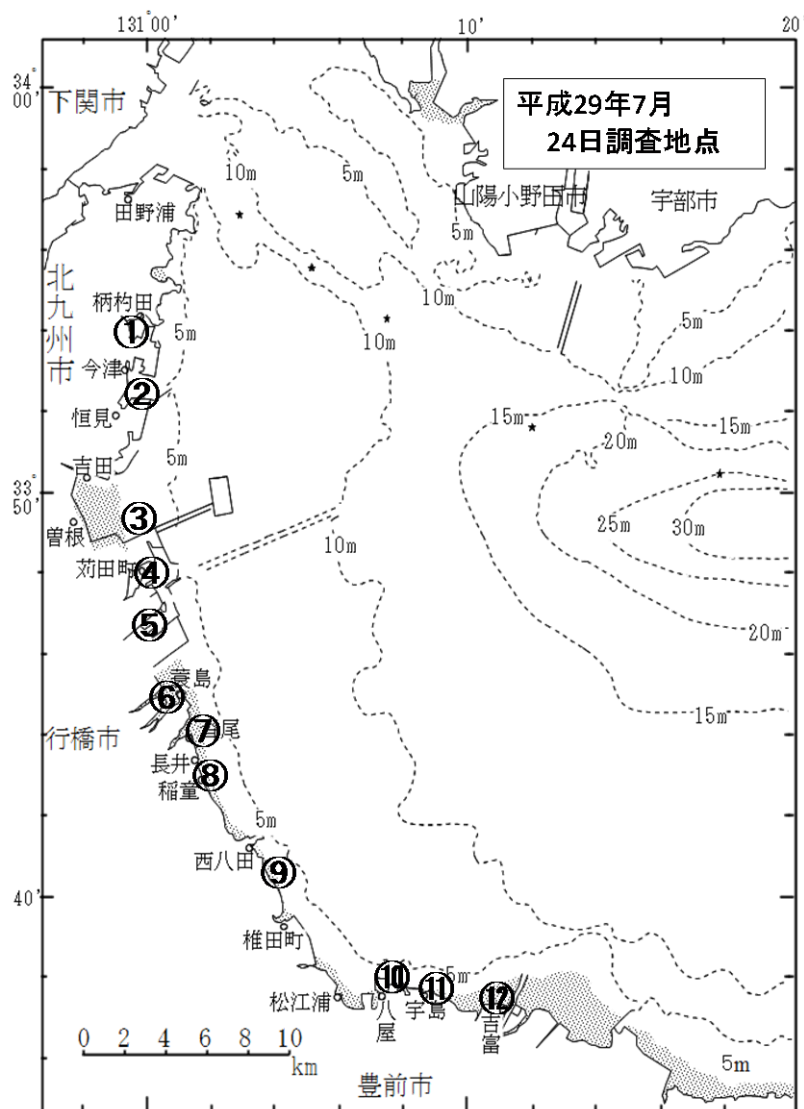 131°00'
10'
20'
34°
00'
下関市
平成29年7月
24日調査地点
10m
5m
山陽小野田市
宇部市
田野浦
5m
北九州市
柄杓田
10m
5m
①
5m
10m
今津
10m
②
恒見
15m
15m
20m
5m
吉田
33°
50'
③
25m
30m
曽根
10m
苅田町
④
⑤
20m
蓑島
⑥
15m
⑦
尾
行橋市
長井
⑧
稲童
5m
西八田
⑨
40'
椎田町
⑩
5m
⑪
⑫
松江浦
八屋
宇島
吉富
0 2 4 6 8 10
km
5m
豊前市